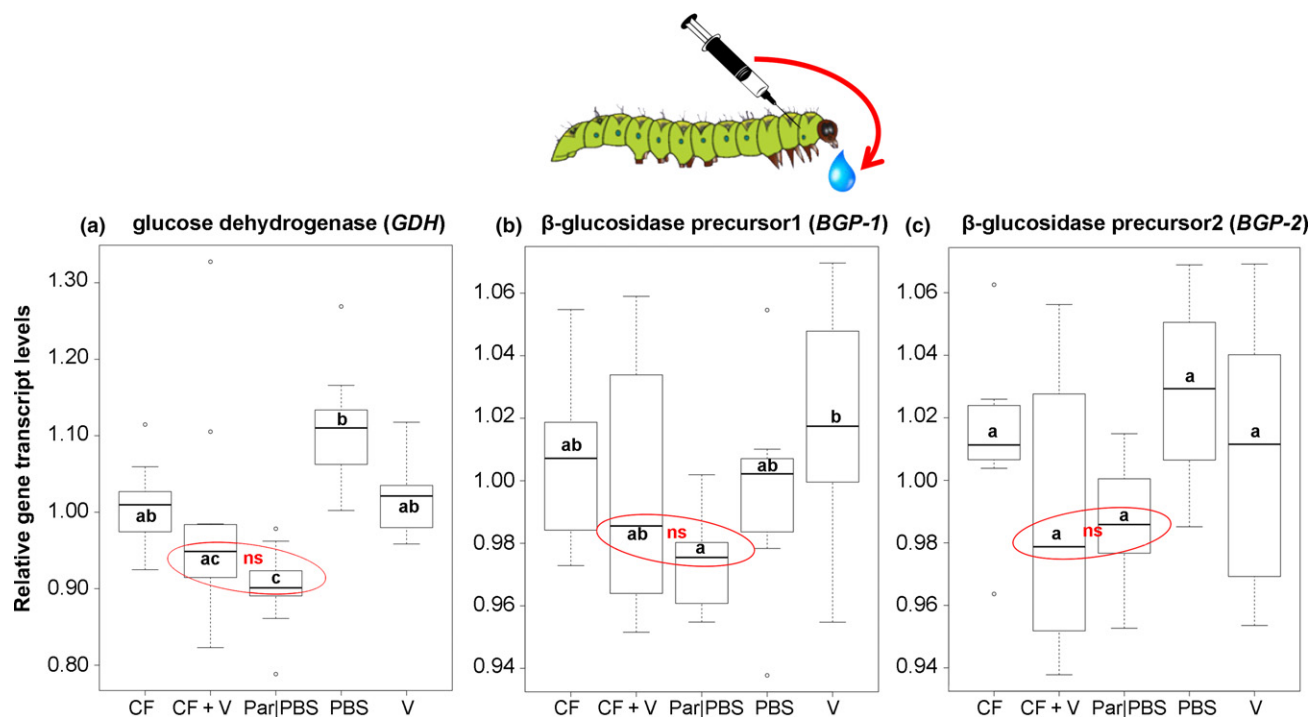 (a) glucose dehydrogenase (GDH)
(b) β-glucosidase precursor1 (BGP-1)
(c) β-glucosidase precursor2 (BGP-2)
Relative gene transcript levels
1.30
1.20
1.10
1.00
0.90
0.80
ab
ac
ns
c
b
ab
CF
CF + V
Par|PBS
PBS
V
1.06
1.04
1.02
1.00
0.98
0.96
0.94
ab
ab
ns
a
ab
b
CF
CF + V
Par|PBS
PBS
V
1.06
1.04
1.02
1.00
0.98
0.96
0.94
a
a
ns
a
a
a
CF
CF + V
Par|PBS
PBS
V